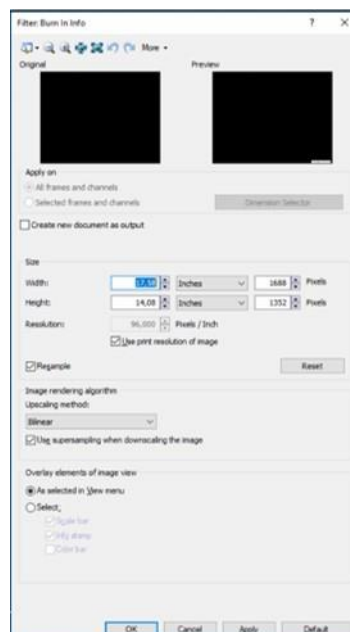 Filter: Burn In Info
More
Original Preview
Apply on
All frames and channels
Selected frames and channels Dimension Selector
Create new document as output
Size
Width: 17,58 Inches 1688 Pixels
Height: 14,08 Inches 1352 Pixels
Resolution: 96,000 Pixels / Inch
Use print resolution of image
Resample Reset
Image rendering algorithm
Upscaling method:
Bilinear
Use supersampling when downscaling the image
Overlay elements of image view
As selected in View menu
Select:
Scale bar
Info stamp
Color bar
OK Cancel Apply Default